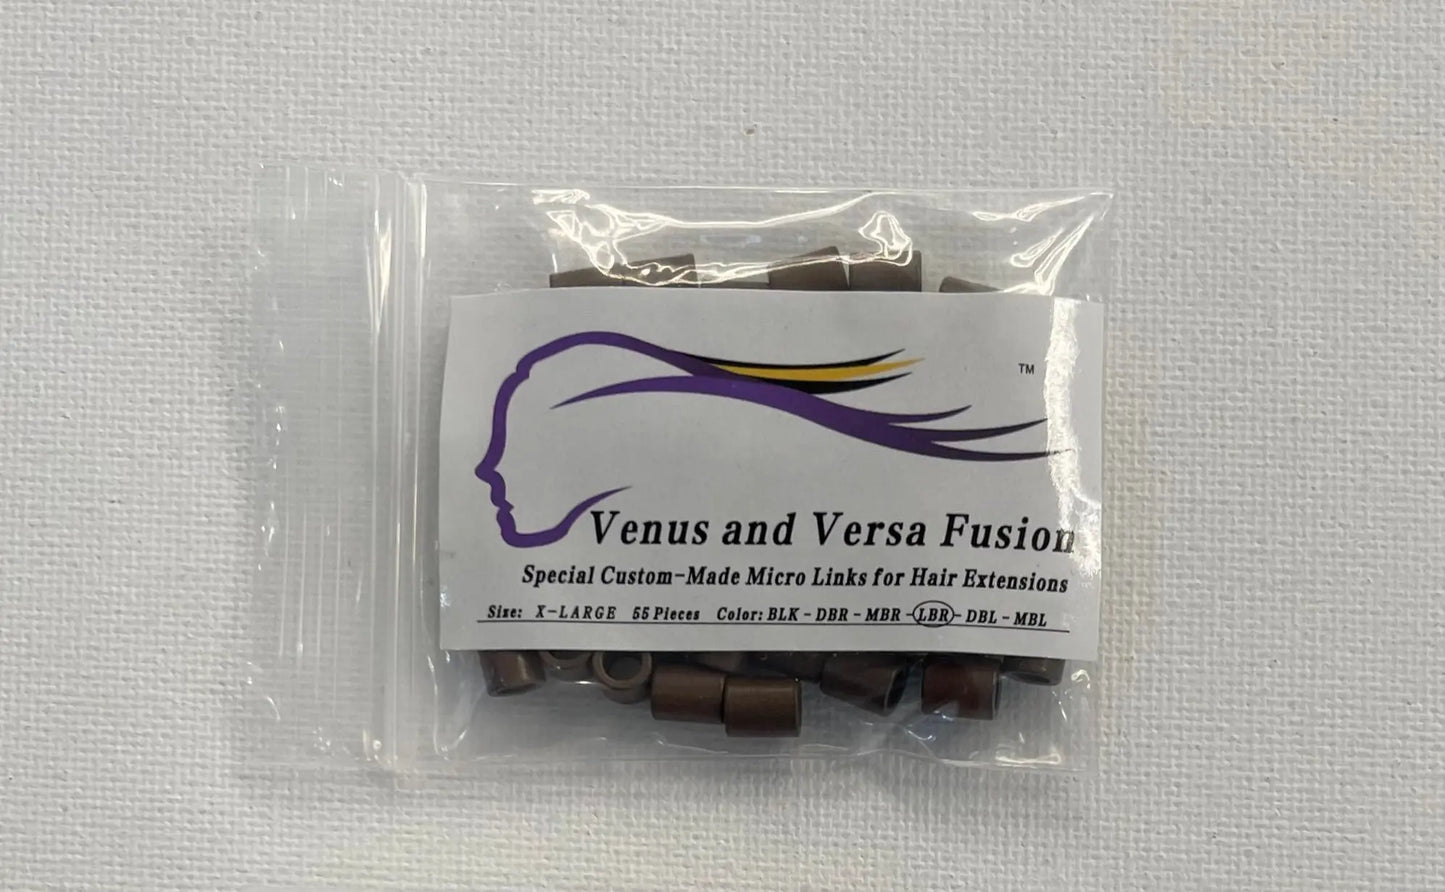 TM
Venus and Versa Fusion
Special Custom-Made Micro Links for Hair Extensions
Size: X-LARGE 55 Pieces Color: BLK - DBR - MBR - LBR - DBL - MBL